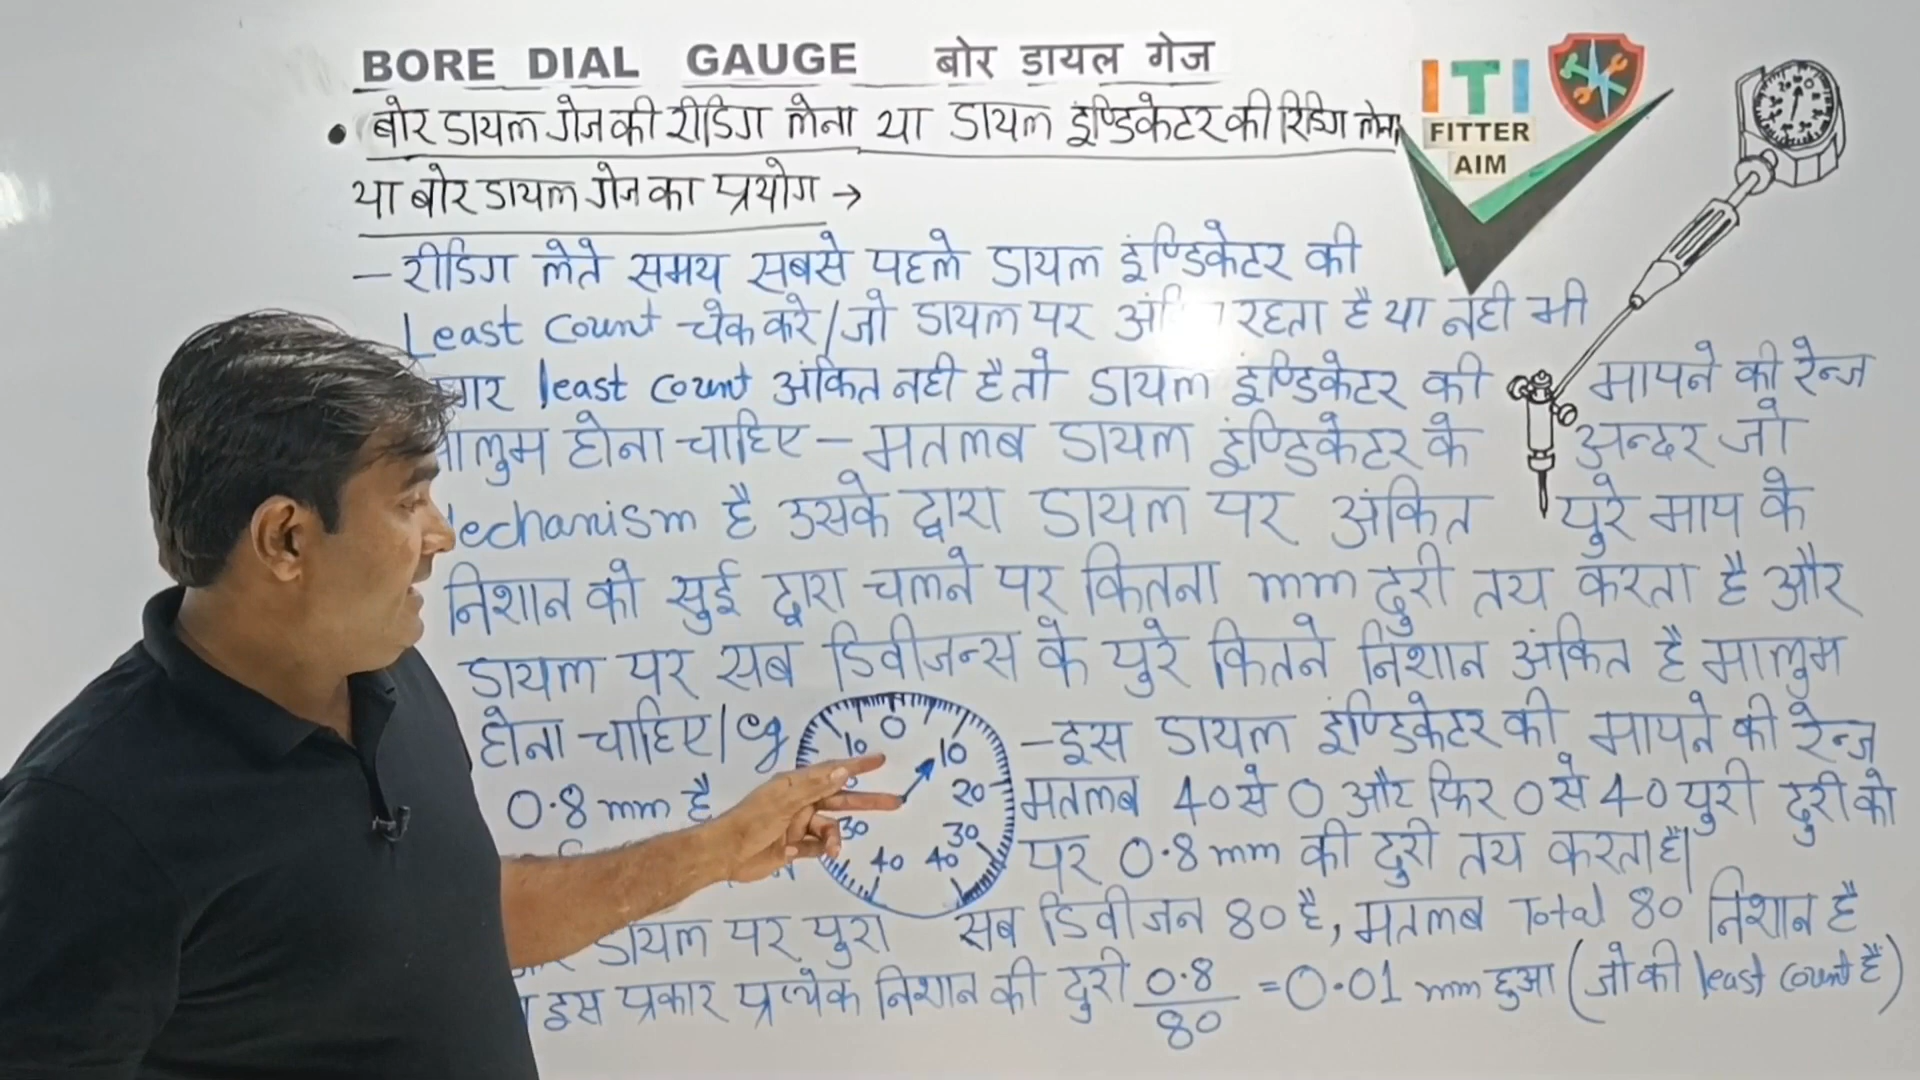 BORE DIAL GAUGE बोर डायल गेज
ITI
FITTER
AIM
• बोर डायल गेज की रीडिंग लेना या डायल इण्डिकेटर की रिडिंग लेना
या बोर डायल गेज का प्रयोग →
- रीडिंग लेते समय सबसे पहले डायल इण्डिकेटर की
Least Count चेक करे/जो डायल पर रहता है या नही भी
least count अंकित नही है तो डायल इण्डिकेटर की मापने की रेन्ज
होना चाहिए - मतलब डायल इण्डिकेटर के अन्दर जो
echanism है उसके द्वारा डायल पर अंकित पुरे माप के
निशान को सुई द्वारा चलने पर कितना mm दुरी तय करता है और
डायल पर सब डिवीजन्स के पुरे कितने निशान अंकित है मालुम
होना चाहिए/eg - इस डायल इण्डिकेटर की मापने की रेन्ज
0.8 mm है मतलब 40 से 0 और फिर 0 से 40 पुरी दुरी को
पर 0.8 mm की दुरी तय करता है।
0
10 10
20
30 30
40 40
डायल पर पुरा सब डिवीजन 80 है, मतलब Total 80 निशान है
इस प्रकार प्रत्येक निशान की दुरी 0.8/80 = 0.01 mm हुआ (जो की least count है)